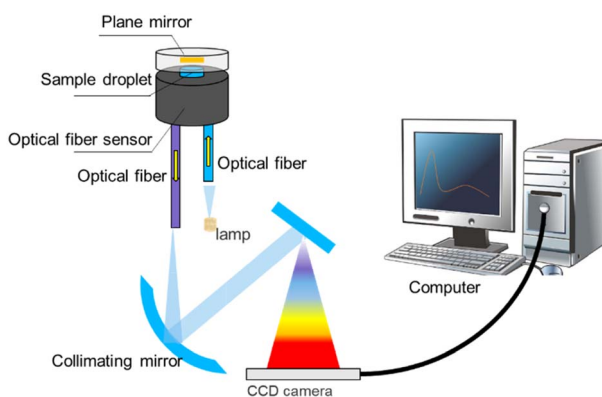 Plane mirror
Sample droplet
Optical fiber sensor
Optical fiber
Optical fiber
lamp
Computer
Collimating mirror
CCD camera